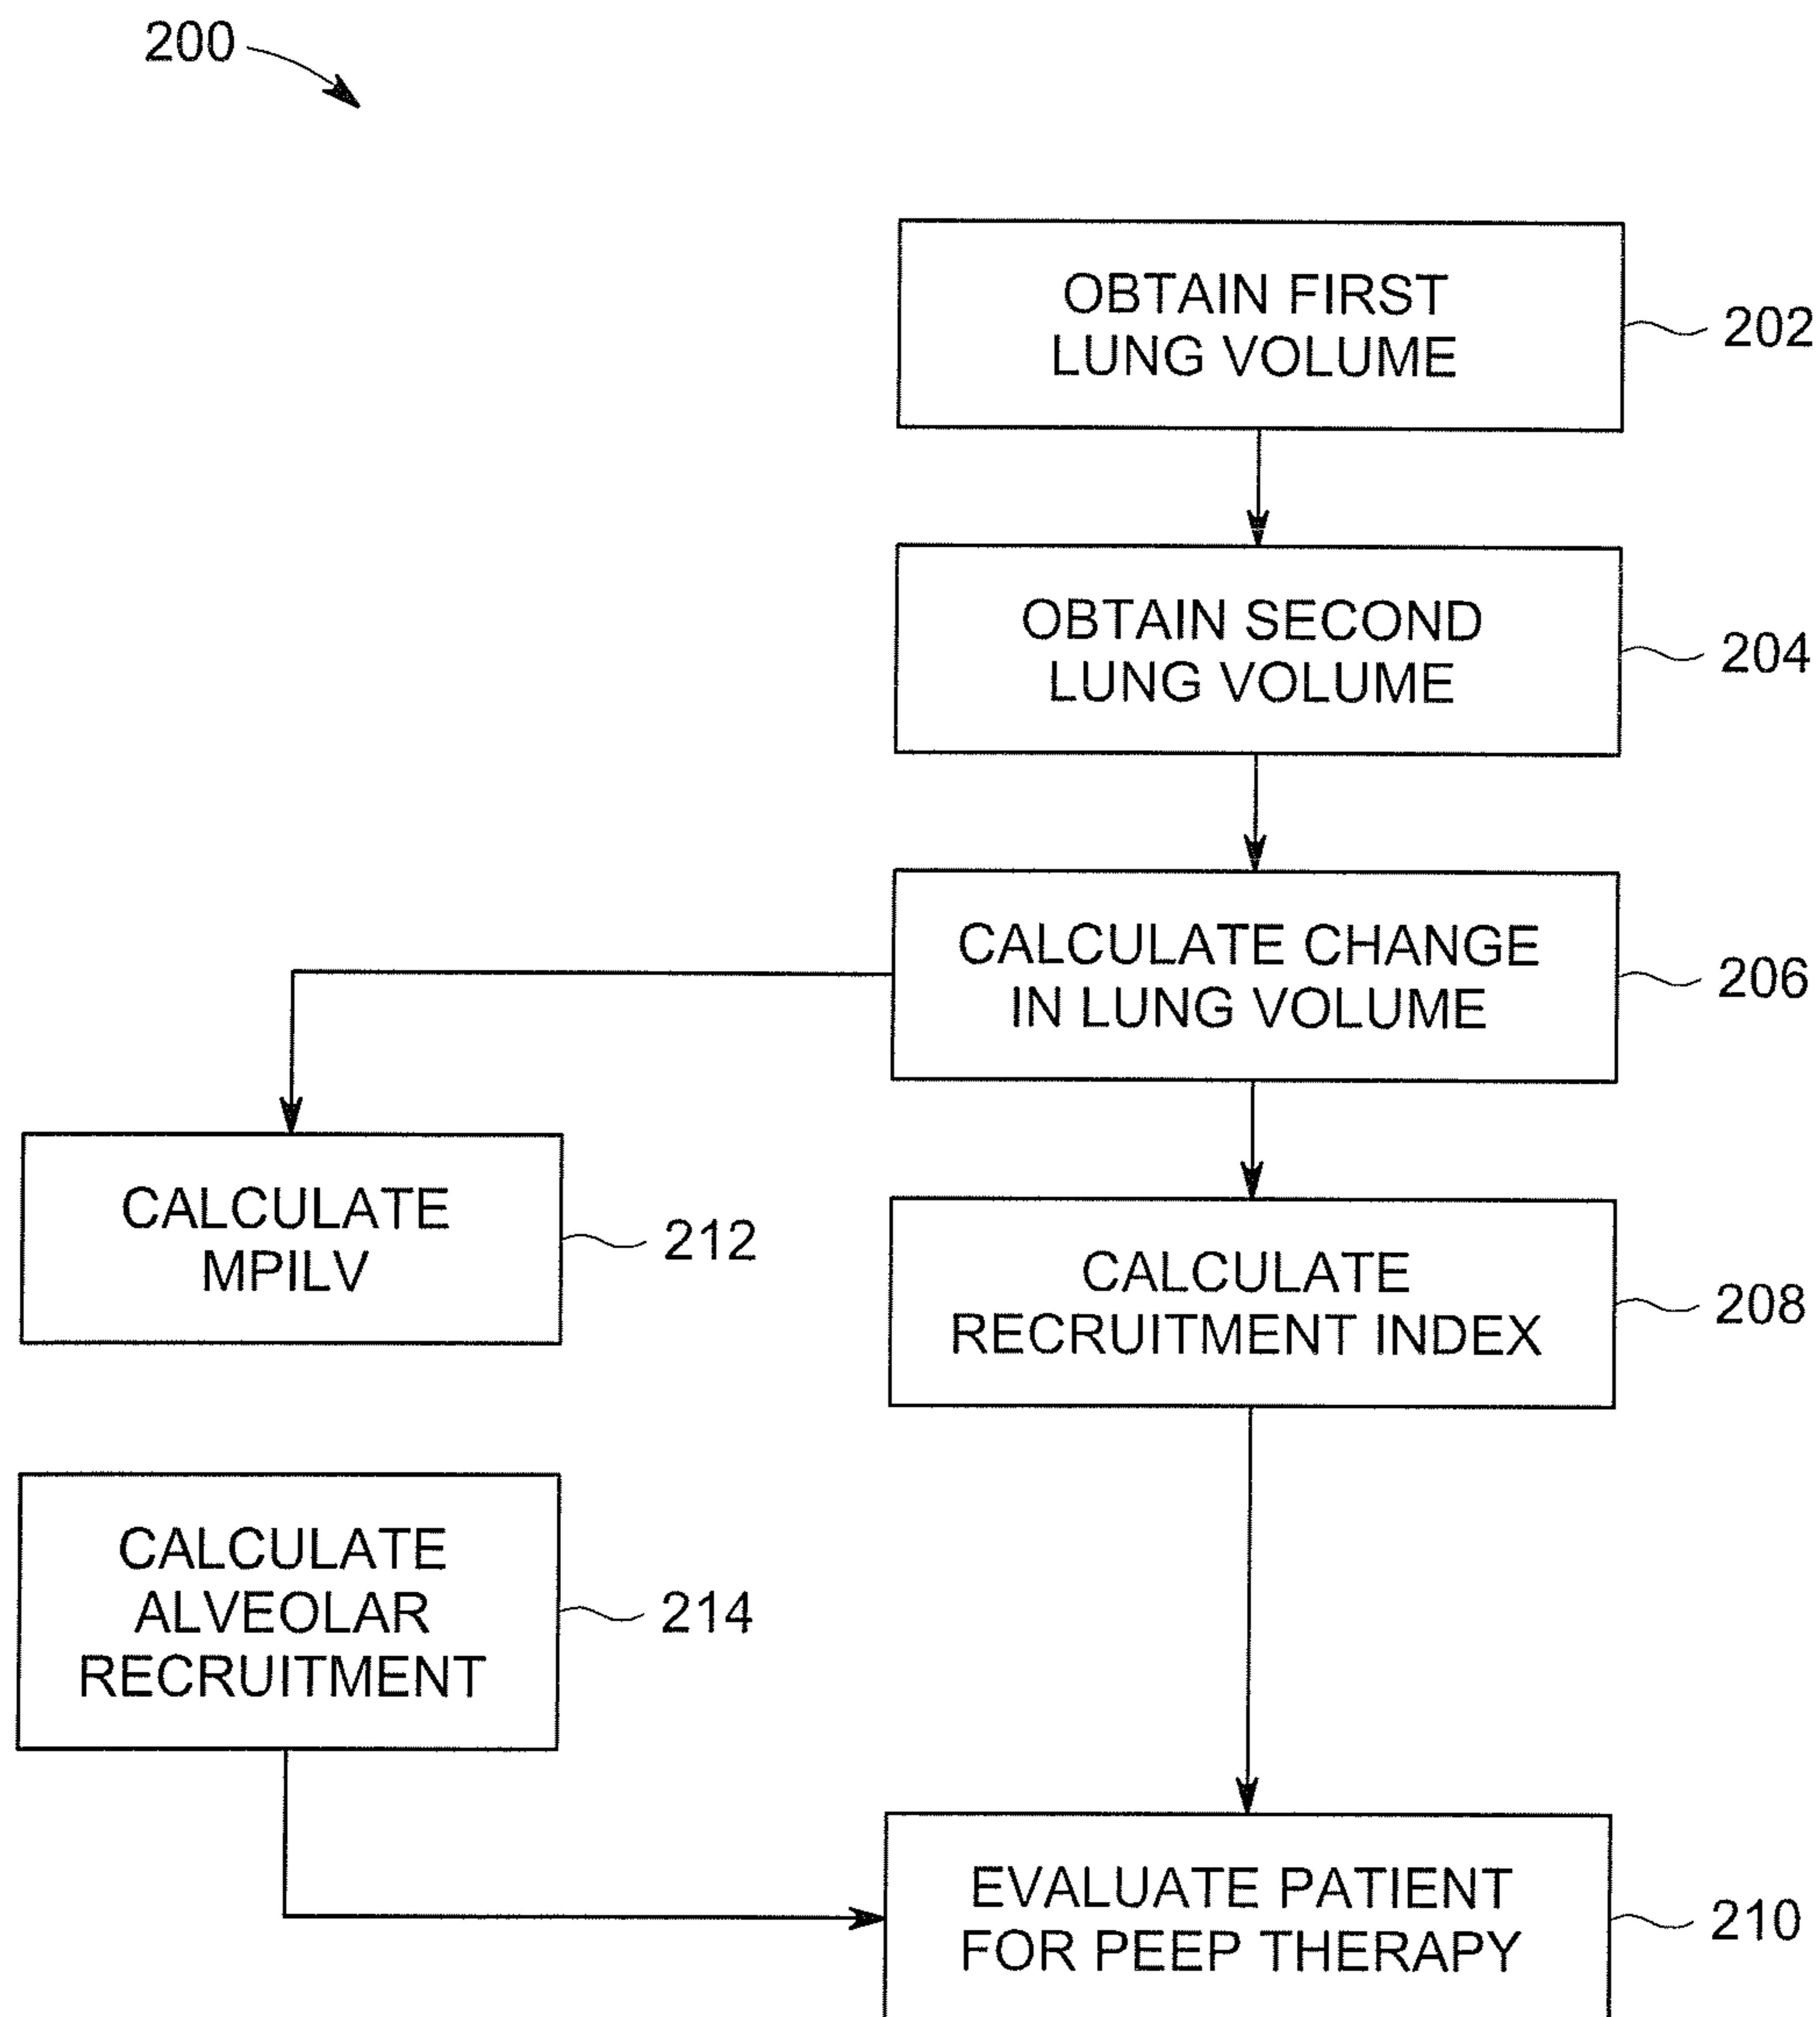 200
OBTAIN FIRST
LUNG VOLUME
202
OBTAIN SECOND
LUNG VOLUME
204
CALCULATE CHANGE
IN LUNG VOLUME
206
CALCULATE
MPILV
212
CALCULATE
RECRUITMENT INDEX
208
CALCULATE
ALVEOLAR
RECRUITMENT
214
EVALUATE PATIENT
FOR PEEP THERAPY
210